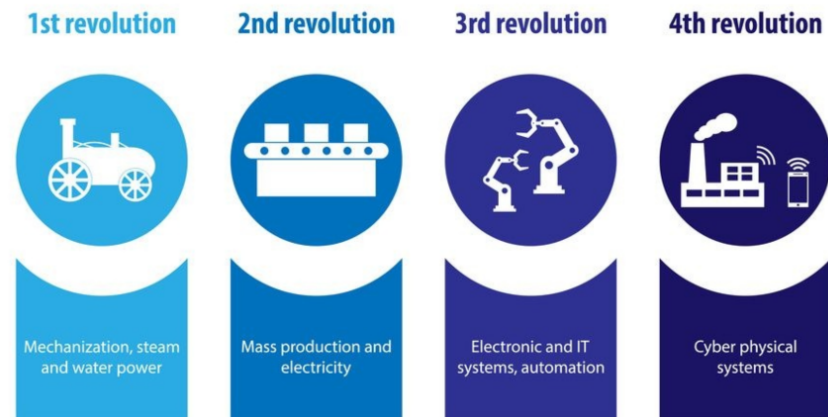 1st revolution
2nd revolution
3rd revolution
4th revolution
Mechanization, steam
and water power
Mass production and
electricity
Electronic and IT
systems, automation
Cyber physical
systems